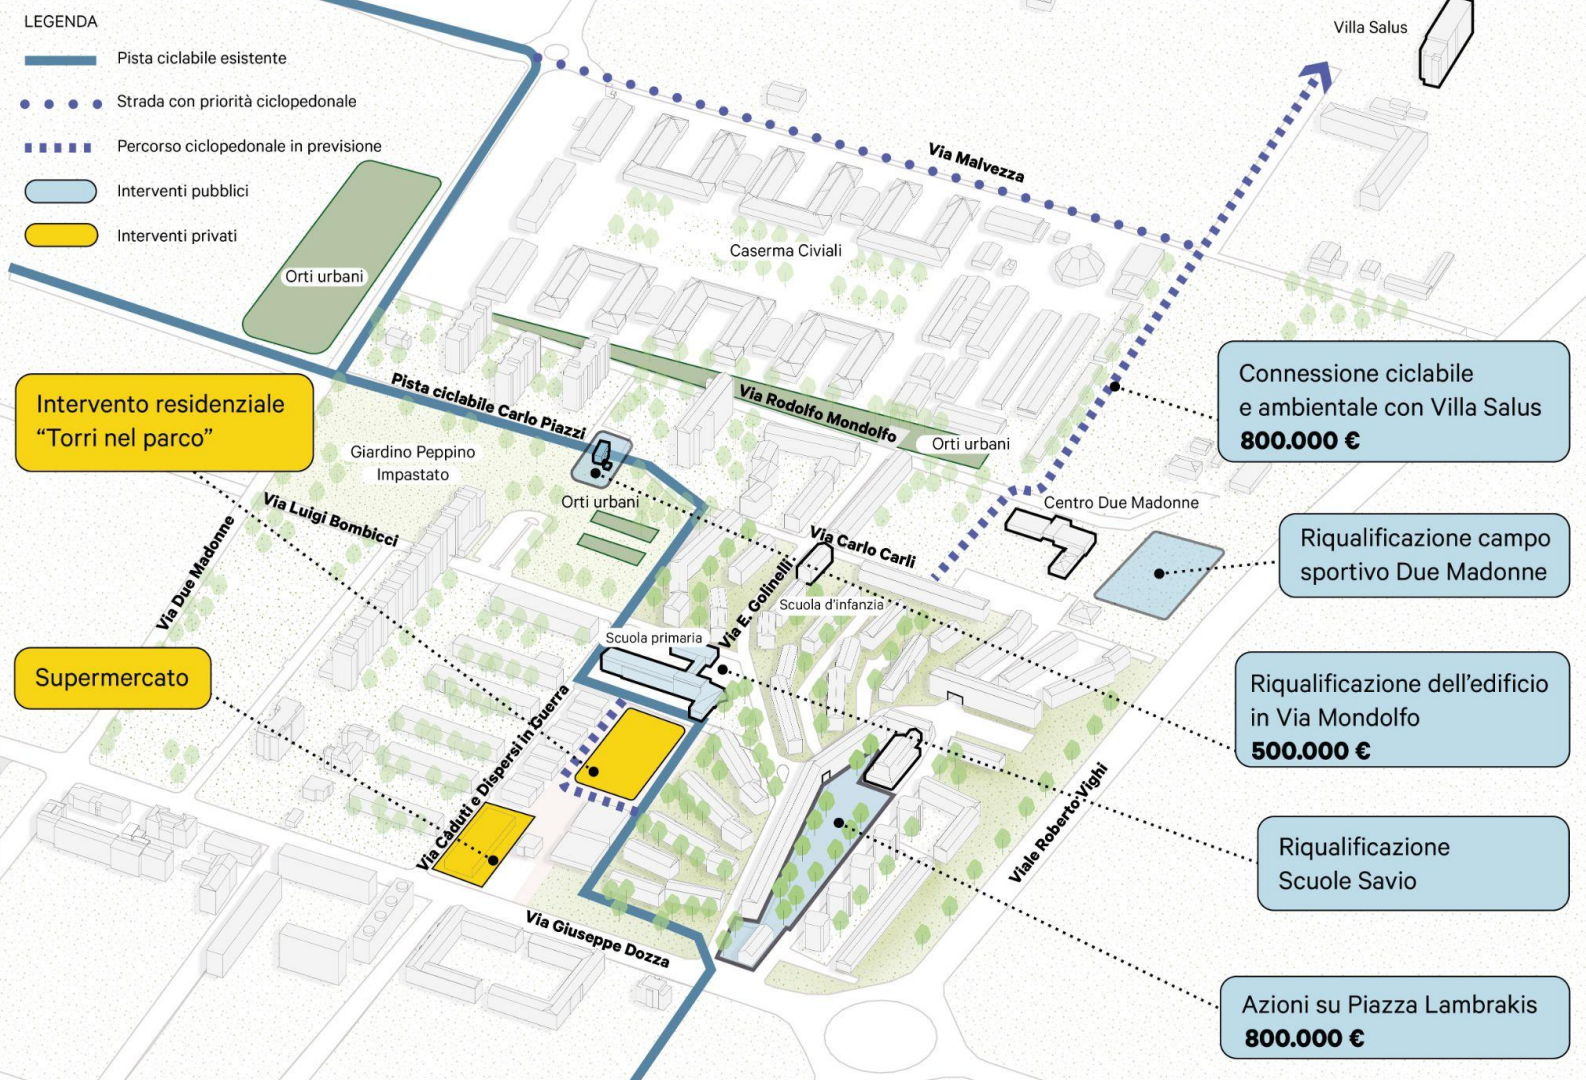 LEGENDA
Pista ciclabile esistente
Strada con priorità ciclopedonale
Percorso ciclopedonale in previsione
Interventi pubblici
Interventi privati
Villa Salus
Via Malvezza
Caserma Civiali
Orti urbani
Intervento residenziale
“Torri nel parco”
Pista ciclabile Carlo Piazzi
Via Rodolfo Mondolfo
Orti urbani
Connessione ciclabile
e ambientale con Villa Salus
800.000 €
Giardino Peppino
Impastato
Orti urbani
Via Luigi Bombicci
Via Due Madonne
Centro Due Madonne
Via Carlo Carli
Riqualificazione campo
sportivo Due Madonne
Via E. Golinelli
Scuola d’infanzia
Scuola primaria
Supermercato
Via Caduti e Dispersi in Guerra
Riqualificazione dell’edificio
in Via Mondolfo
500.000 €
Viale Roberto Vighi
Riqualificazione
Scuole Savio
Via Giuseppe Dozza
Azioni su Piazza Lambrakis
800.000 €